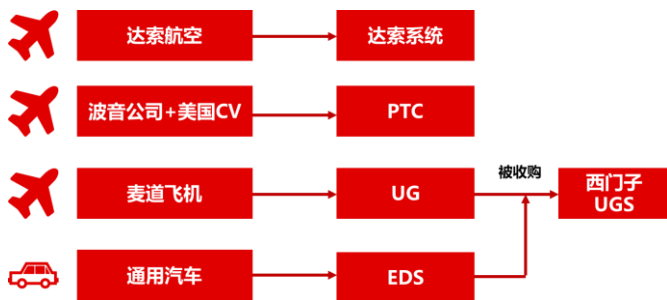 达索航空
达索系统
波音公司+美国CV
PTC
麦道飞机
UG
被收购
西门子
UGS
通用汽车
EDS